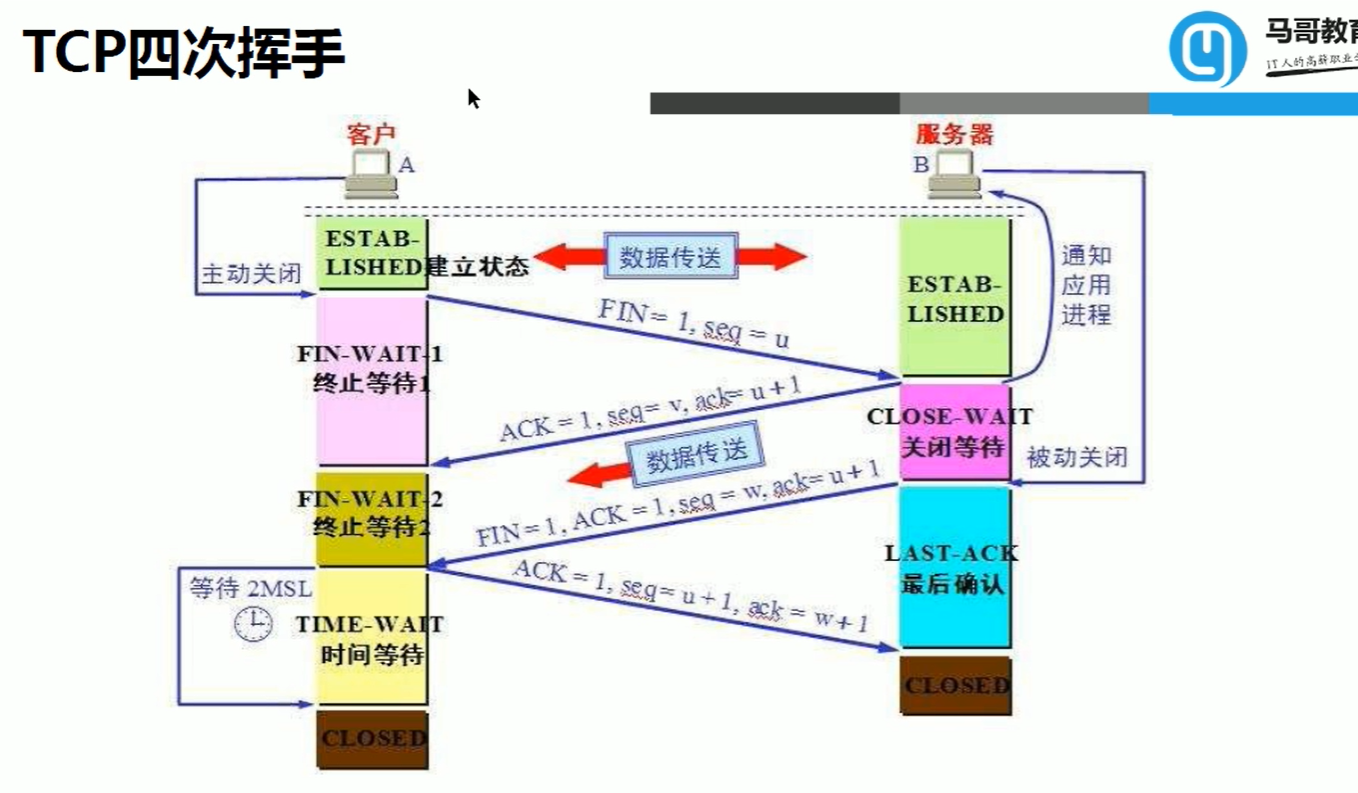 TCP四次挥手
马哥教育
IT人的高薪职业
客户
服务器
A
B
ESTAB-
LISHED建立状态
数据传送
ESTAB-
LISHED
通知
应用
进程
主动关闭
FIN = 1, seq = u
FIN-WAIT-1
终止等待1
ACK = 1, seq= v, ack= u + 1
CLOSE-WAIT
关闭等待
数据传送
被动关闭
FIN-WAIT-2
终止等待2
FIN = 1, ACK = 1, seq = w, ack= u + 1
LAST-ACK
最后确认
等待 2MSL
ACK = 1, seq= u + 1, ack = w + 1
TIME-WAIT
时间等待
CLOSED
CLOSED